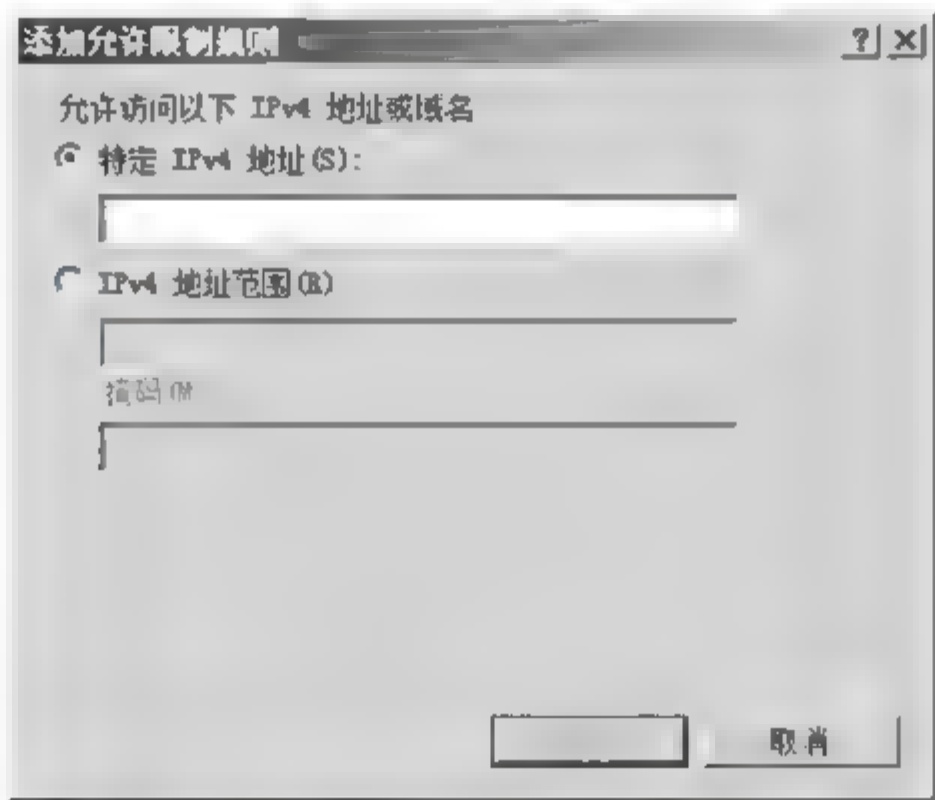 添加允许限制规则
允许访问以下 IPv4 地址或域名
特定 IPv4 地址(S):
IPv4 地址范围(R)
掩码(M
取消